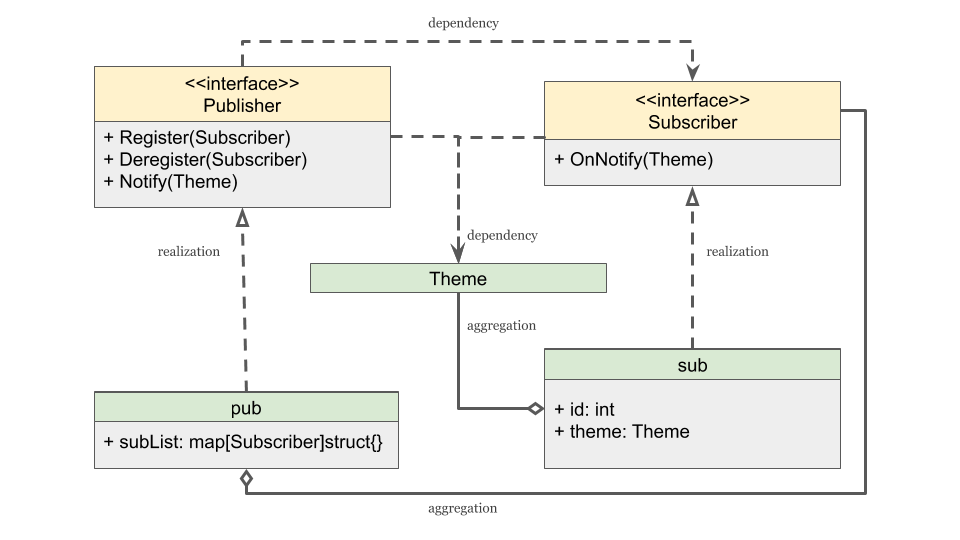 dependency
<<interface>>
Publisher
+ Register(Subscriber)
+ Deregister(Subscriber)
+ Notify(Theme)
<<interface>>
Subscriber
+ OnNotify(Theme)
realization
dependency
realization
Theme
aggregation
sub
+ id: int
+ theme: Theme
pub
+ subList: map[Subscriber]struct{}
aggregation